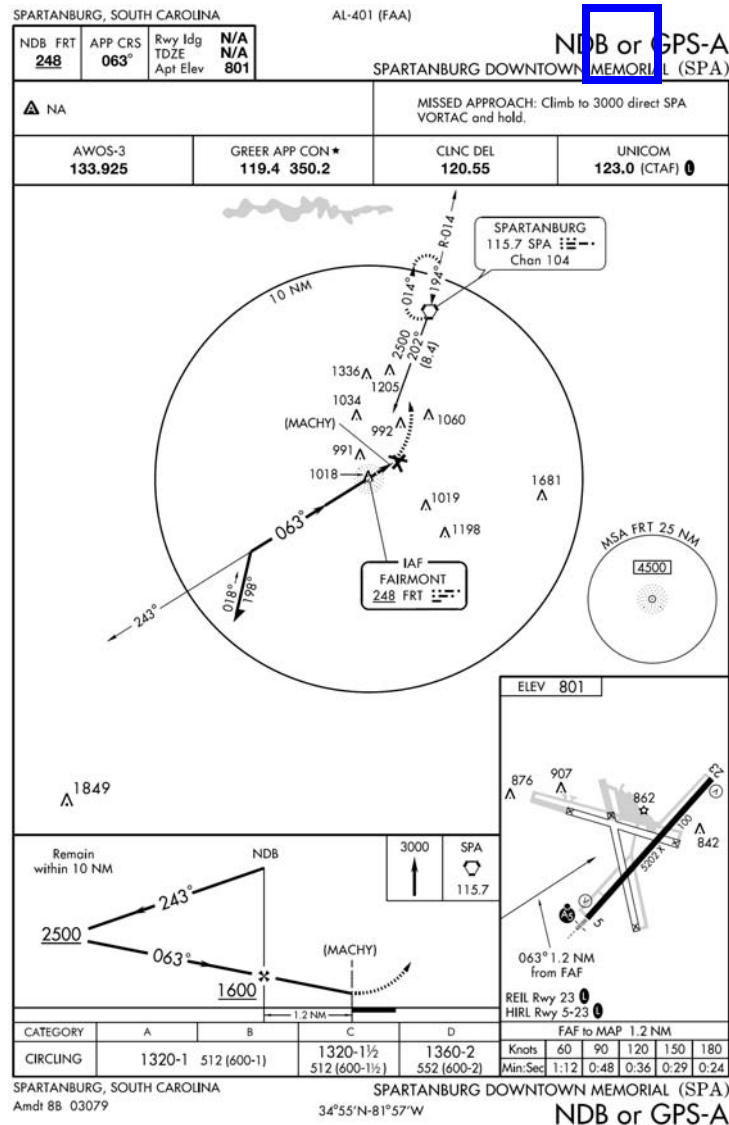 SPARTANBURG, SOUTH CAROLINA
AL-401 (FAA)
NDB FRT
248
APP CRS
063°
Rwy ldg N/A
TDZE N/A
Apt Elev 801
NDB or GPS-A
SPARTANBURG DOWNTOWN MEMORIAL (SPA)
A NA
MISSED APPROACH: Climb to 3000 direct SPA
VORTAC and hold.
AWOS-3
133.925
GREER APP CON★
119.4 350.2
CLNC DEL
120.55
UNICOM
123.0 (CTAF) L
R-014
SPARTANBURG
115.7 SPA
Chan 104
10 NM
014°
194°
2500
202°
(8.4)
1336
1205
1034
(MACHY)
992
1060
991
1018
1681
1019
1198
063°
IAF
FAIRMONT
248 FRT
018°
198°
243°
MSA FRT 25 NM
4500
1849
ELEV 801
876
907
862
842
23
5202 X 100
A5
5
063° 1.2 NM
from FAF
REIL Rwy 23 L
HIRL Rwy 5-23 L
Remain
within 10 NM
NDB
3000
SPA
115.7
243°
2500
063°
(MACHY)
1600
1.2 NM
CATEGORY A B C D
CIRCLING 1320-1 512 (600-1) 1320-1½ 512 (600-1½) 1360-2 552 (600-2)
FAF to MAP 1.2 NM
Knots 60 90 120 150 180
Min:Sec 1:12 0:48 0:36 0:29 0:24
SPARTANBURG, SOUTH CAROLINA
Amdt 8B 03079
34°55'N-81°57'W
SPARTANBURG DOWNTOWN MEMORIAL (SPA)
NDB or GPS-A